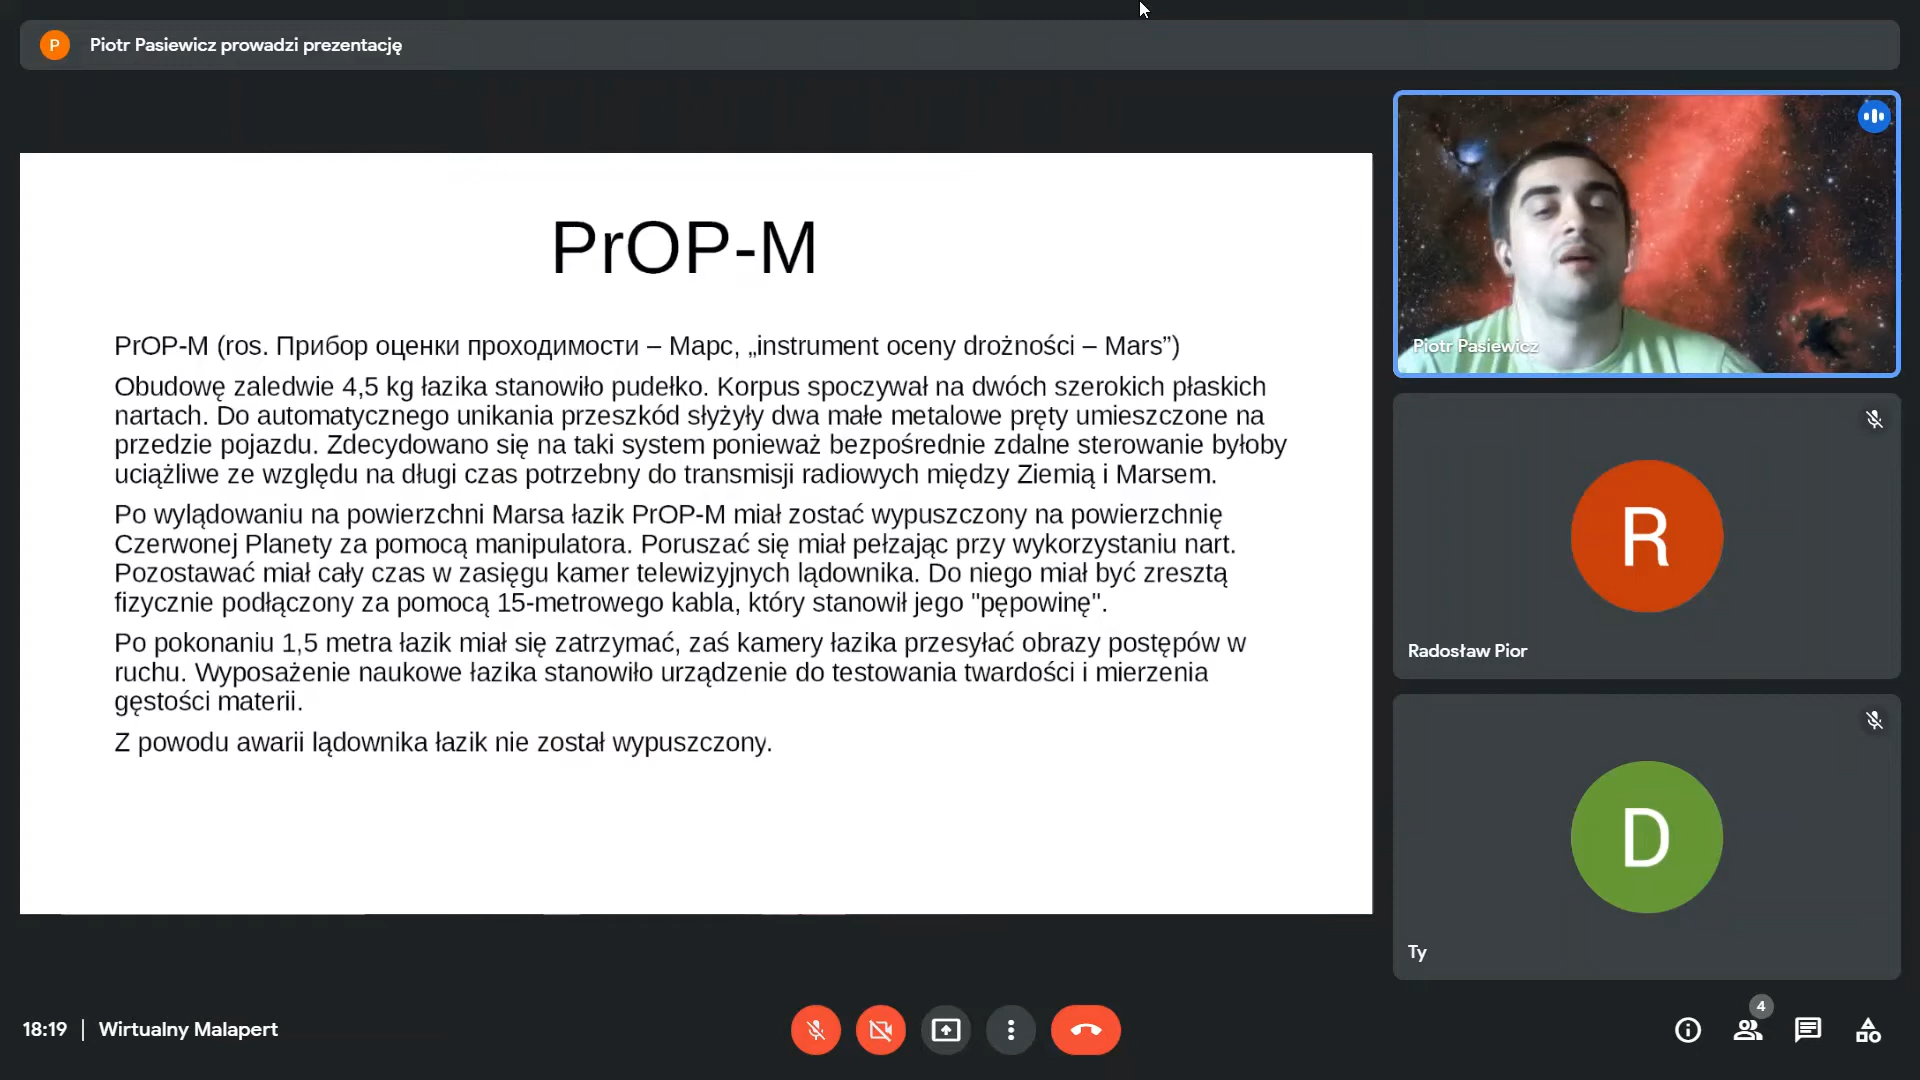 P
Piotr Pasiewicz prowadzi prezentację
PrOP-M
PrOP-M (ros. Прибор оценки проходимости – Марс, „instrument oceny drożności – Mars”)
Obudowę zaledwie 4,5 kg łazika stanowiło pudełko. Korpus spoczywał na dwóch szerokich płaskich
nartach. Do automatycznego unikania przeszkód słyżyły dwa małe metalowe pręty umieszczone na
przedzie pojazdu. Zdecydowano się na taki system ponieważ bezpośrednie zdalne sterowanie byłoby
uciążliwe ze względu na długi czas potrzebny do transmisji radiowych między Ziemią i Marsem.
Po wylądowaniu na powierzchni Marsa łazik PrOP-M miał zostać wypuszczony na powierzchnię
Czerwonej Planety za pomocą manipulatora. Poruszać się miał pełzając przy wykorzystaniu nart.
Pozostawać miał cały czas w zasięgu kamer telewizyjnych lądownika. Do niego miał być zresztą
fizycznie podłączony za pomocą 15-metrowego kabla, który stanowił jego "pępowinę".
Po pokonaniu 1,5 metra łazik miał się zatrzymać, zaś kamery łazika przesyłać obrazy postępów w
ruchu. Wyposażenie naukowe łazika stanowiło urządzenie do testowania twardości i mierzenia
gęstości materii.
Z powodu awarii lądownika łazik nie został wypuszczony.
Piotr Pasiewicz
R
Radosław Pior
D
Ty
18:19 | Wirtualny Malapert
4